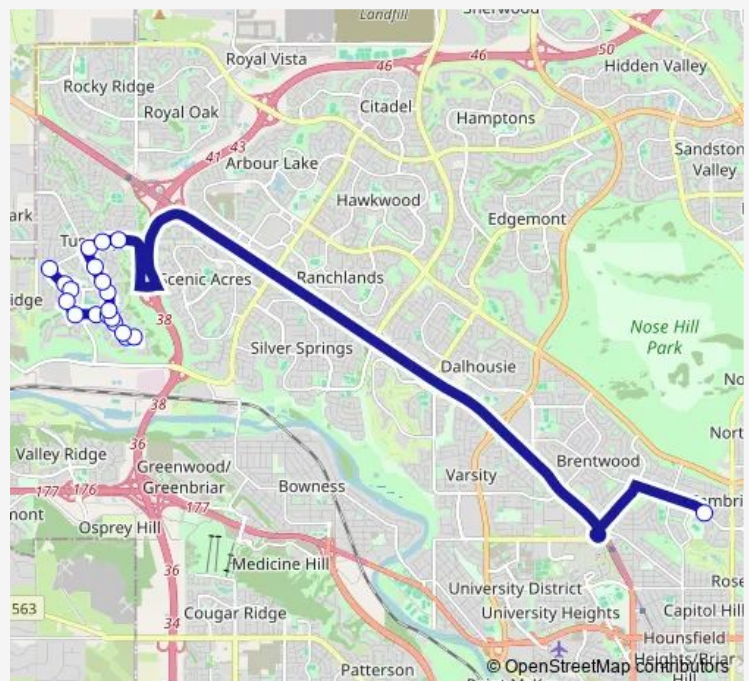 Landfill
Sherwood
Royal Vista
46
46
50
Hidden Valley
Rocky Ridge
Citadel
Royal Oak
Hamptons
41
43
Arbour Lake
Sandston
Valley
Hawkwood
ark
Edgemont
Tus
Scenic Acres
Ranchlands
idge
38
Nose Hill
Park
Silver Springs
Dalhousie
No
38
36
Nort
Valley Ridge
Greenwood/
Greenbriar
Brentwood
Varsity
177
176
Bowness
177
mont
Osprey Hill
Medicine Hill
36
University District
Rose
563
Cougar Ridge
University Heights
Capitol Hill
34
Hounsfield
Heights/Briar
Hill
Patterson
© OpenStreetMap contributors